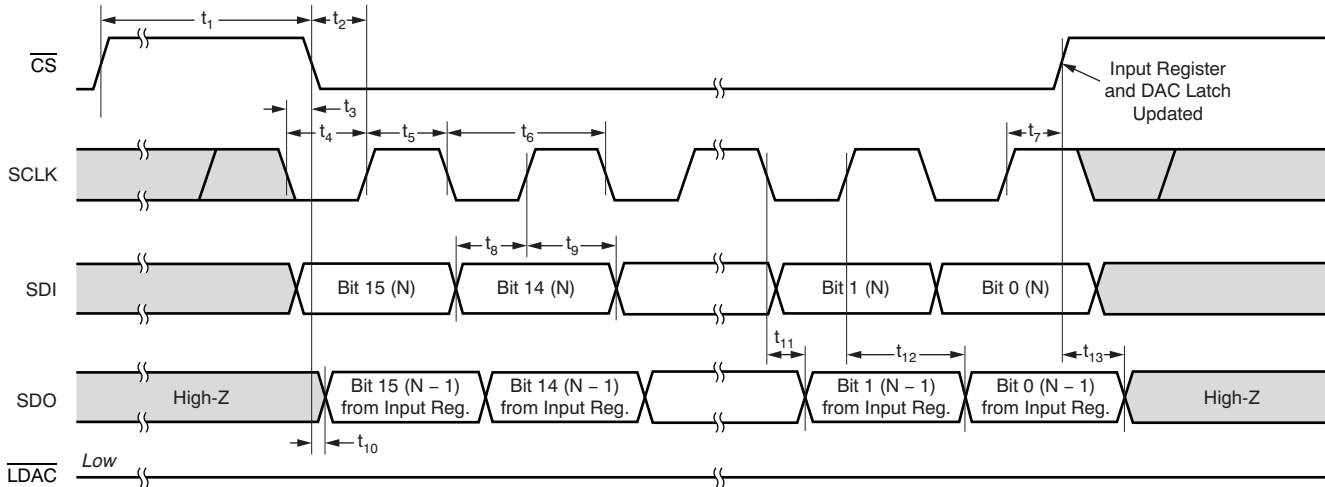 t1
t2
CS
Input Register
and DAC Latch
Updated
t3
t4
t5
t6
t7
SCLK
t8
t9
SDI
Bit 15 (N)
Bit 14 (N)
Bit 1 (N)
Bit 0 (N)
t11
t12
t13
SDO
High-Z
Bit 15 (N − 1)
from Input Reg.
Bit 14 (N − 1)
from Input Reg.
Bit 1 (N − 1)
from Input Reg.
Bit 0 (N − 1)
from Input Reg.
High-Z
t10
Low
LDAC